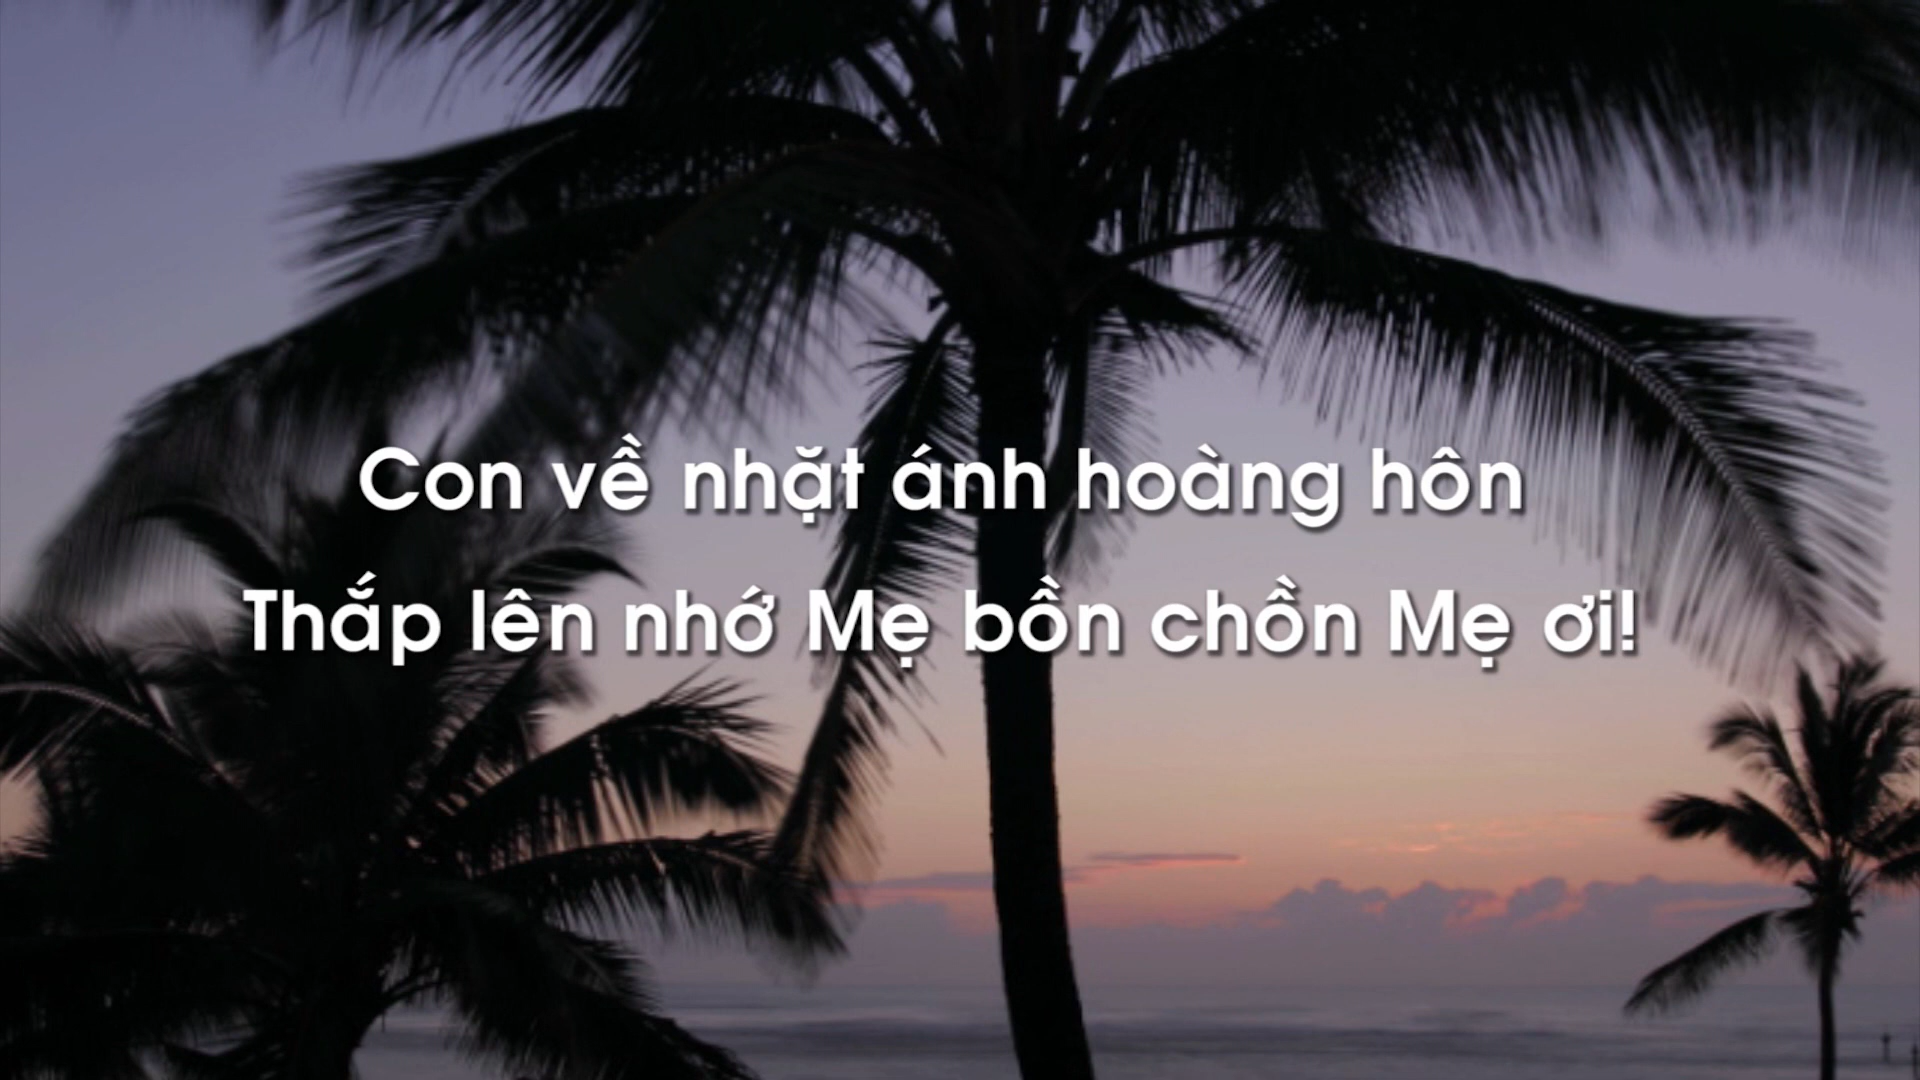 Con về nhặt ánh hoàng hôn
Thắp lên nhớ Mẹ bồn chồn Mẹ ơi!